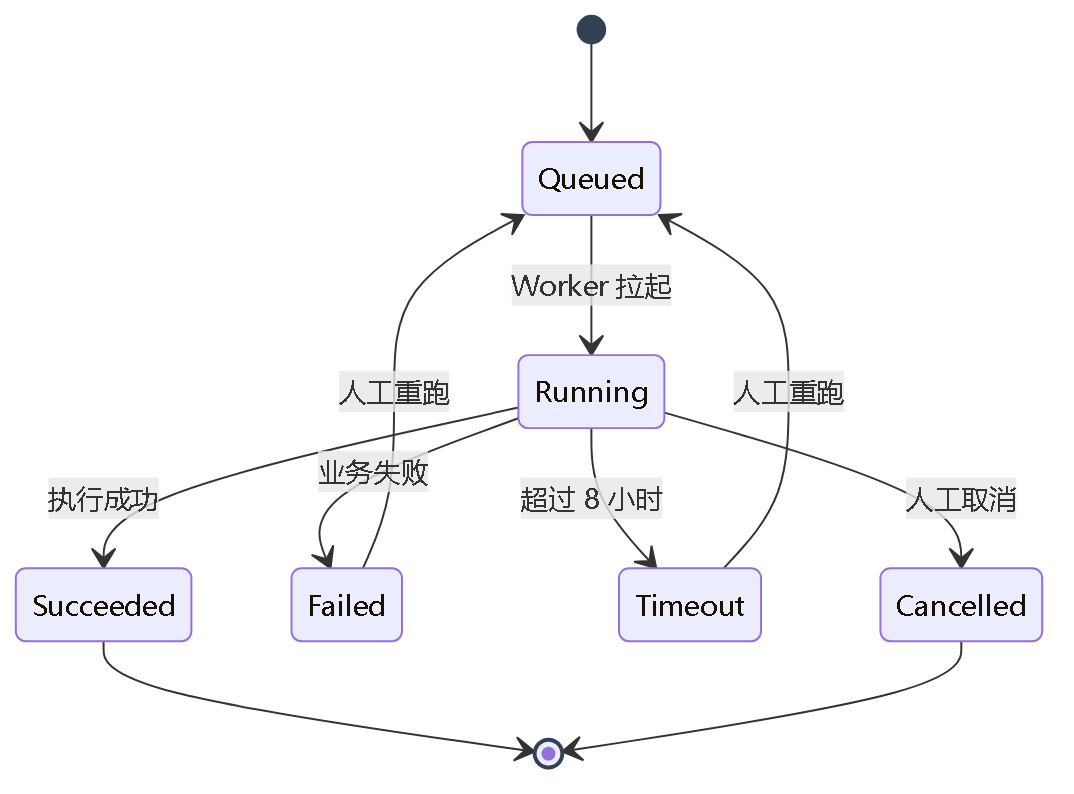 Queued
Worker 拉起
Running
人工重跑
人工重跑
业务失败
执行成功
超过 8 小时
人工取消
Succeeded
Failed
Timeout
Cancelled